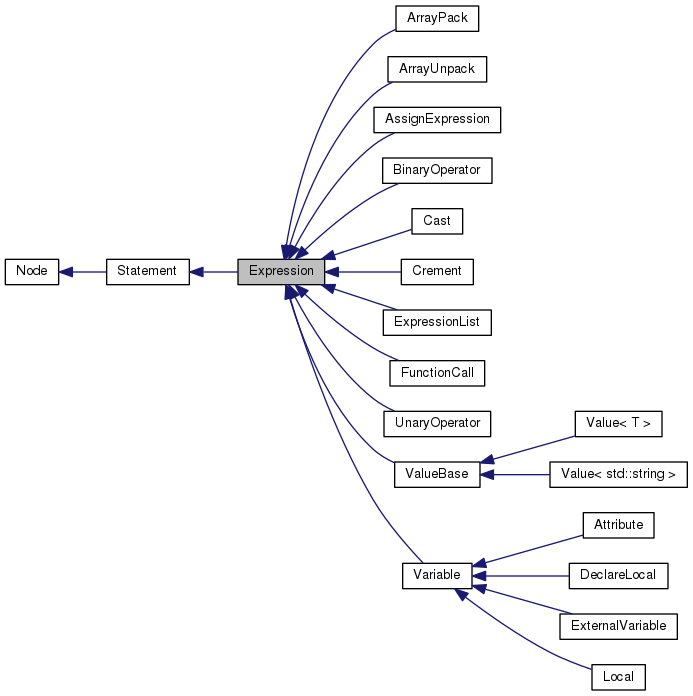 ArrayPack
ArrayUnpack
AssignExpression
BinaryOperator
Cast
Node
Statement
Expression
Crement
ExpressionList
FunctionCall
UnaryOperator
Value< T >
ValueBase
Value< std::string >
Attribute
Variable
DeclareLocal
ExternalVariable
Local